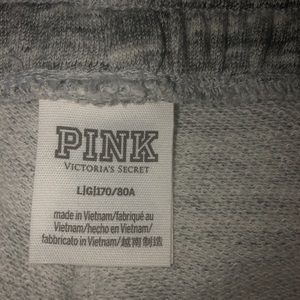 PINK
VICTORIA'S SECRET
L|G|170/80A
made in Vietnam/fabriqué au
Vietnam/hecho en Vietnam/
fabbricato in Vietnam/越南制造